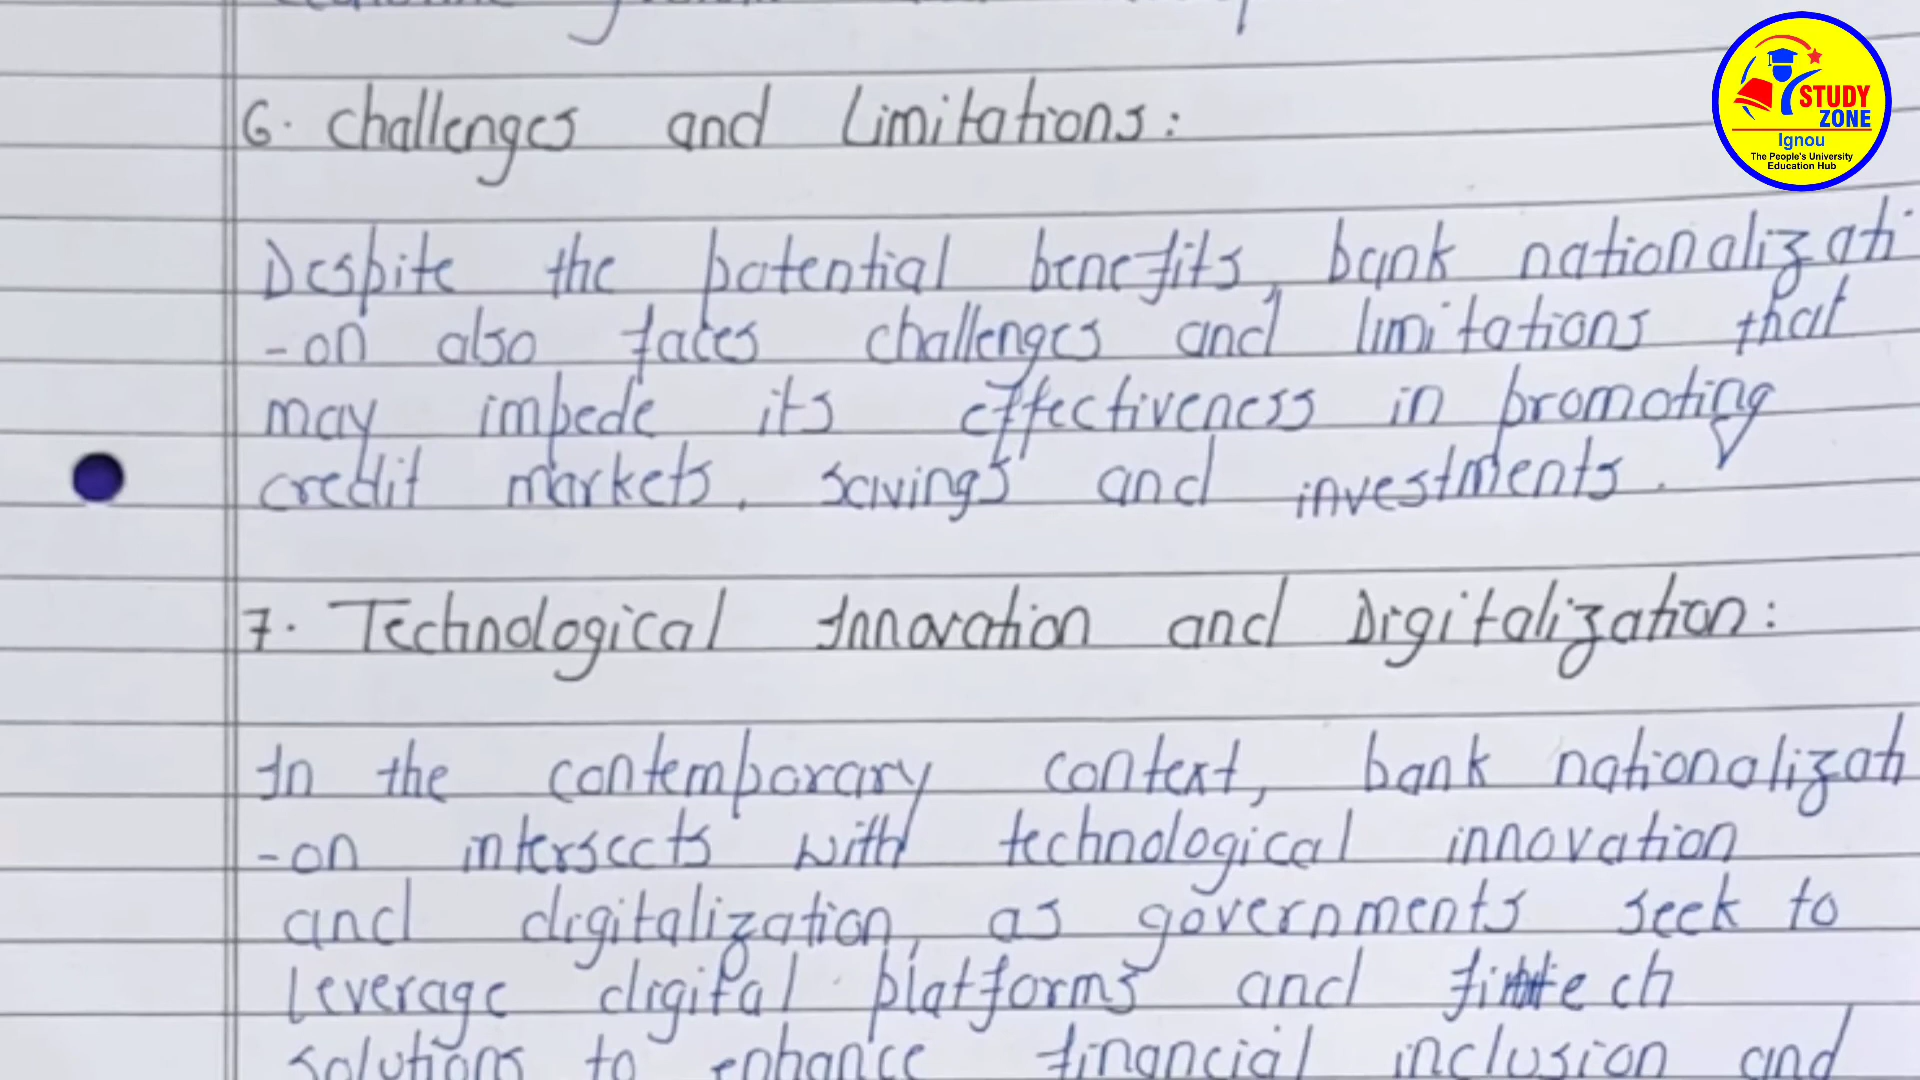 6. Challenges and Limitations:
Despite the potential benefits, bank nationalizati
-on also faces challenges and limitations that
may impede its effectiveness in promoting
credit markets, savings and investments.
7. Technological Innovation and Digitalization:
In the contemporary context, bank nationalizati
-on intersects with technological innovation
and digitalization, as governments seek to
leverage digital platforms and fintech
solutions to enhance financial inclusion and
STUDY
ZONE
Ignou
The People's University
Education Hub